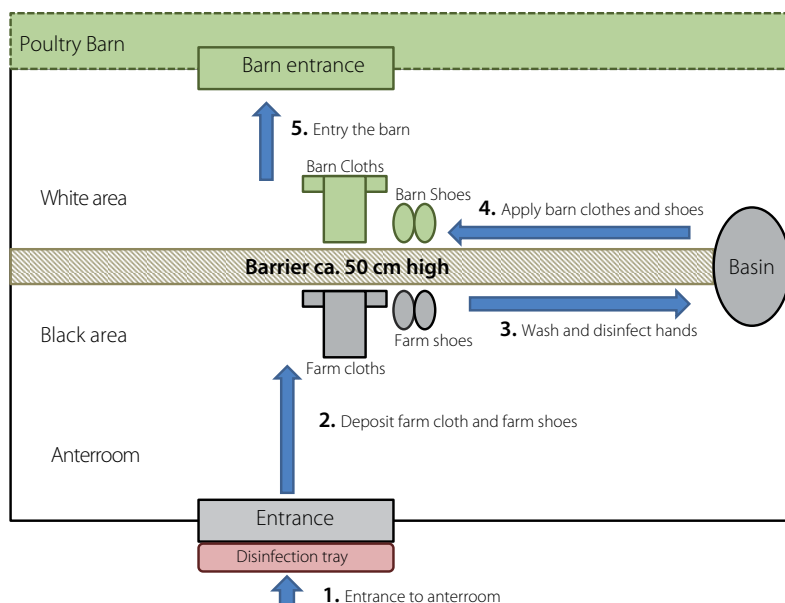 Poultry Barn
Barn entrance
5. Entry the barn
Barn Cloths
Barn Shoes
White area
4. Apply barn clothes and shoes
Barrier ca. 50 cm high
Basin
Black area
3. Wash and disinfect hands
Farm shoes
Farm cloths
2. Deposit farm cloth and farm shoes
Anterroom
Entrance
Disinfection tray
1. Entrance to anterroom